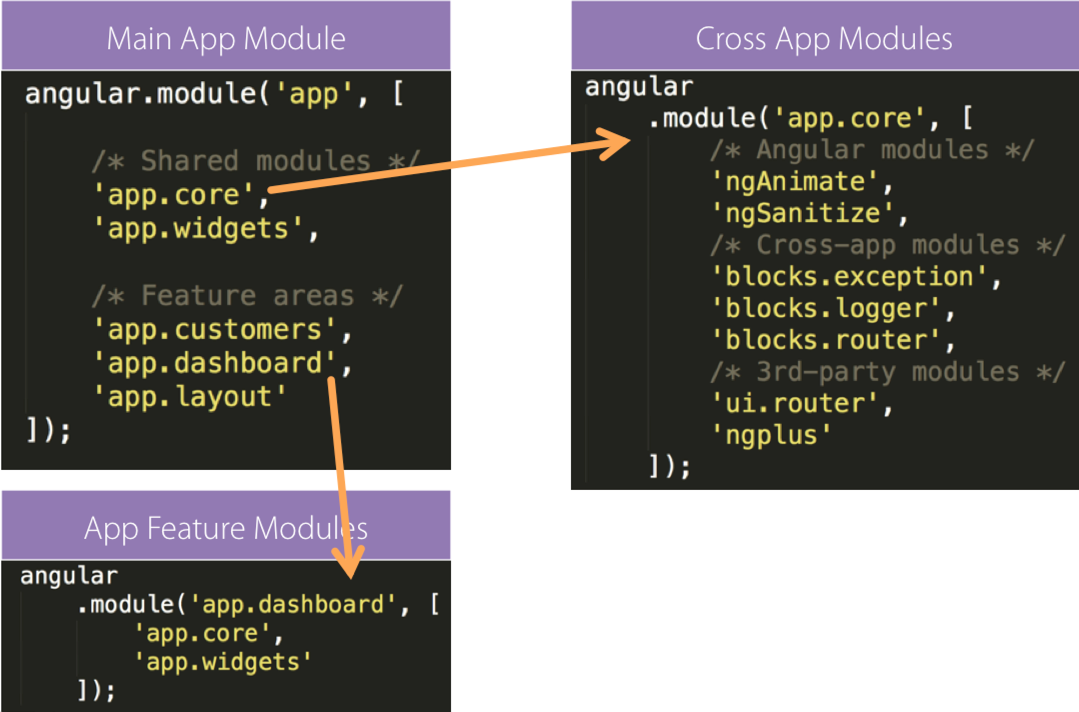 Main App Module
angular.module('app', [
/* Shared modules */
'app.core',
'app.widgets',
/* Feature areas */
'app.customers',
'app.dashboard',
'app.layout'
]);
Cross App Modules
angular
.module('app.core', [
/* Angular modules */
'ngAnimate',
'ngSanitize',
/* Cross-app modules */
'blocks.exception',
'blocks.logger',
'blocks.router',
/* 3rd-party modules */
'ui.router',
'ngplus'
]);
App Feature Modules
angular
.module('app.dashboard', [
'app.core',
'app.widgets'
]);